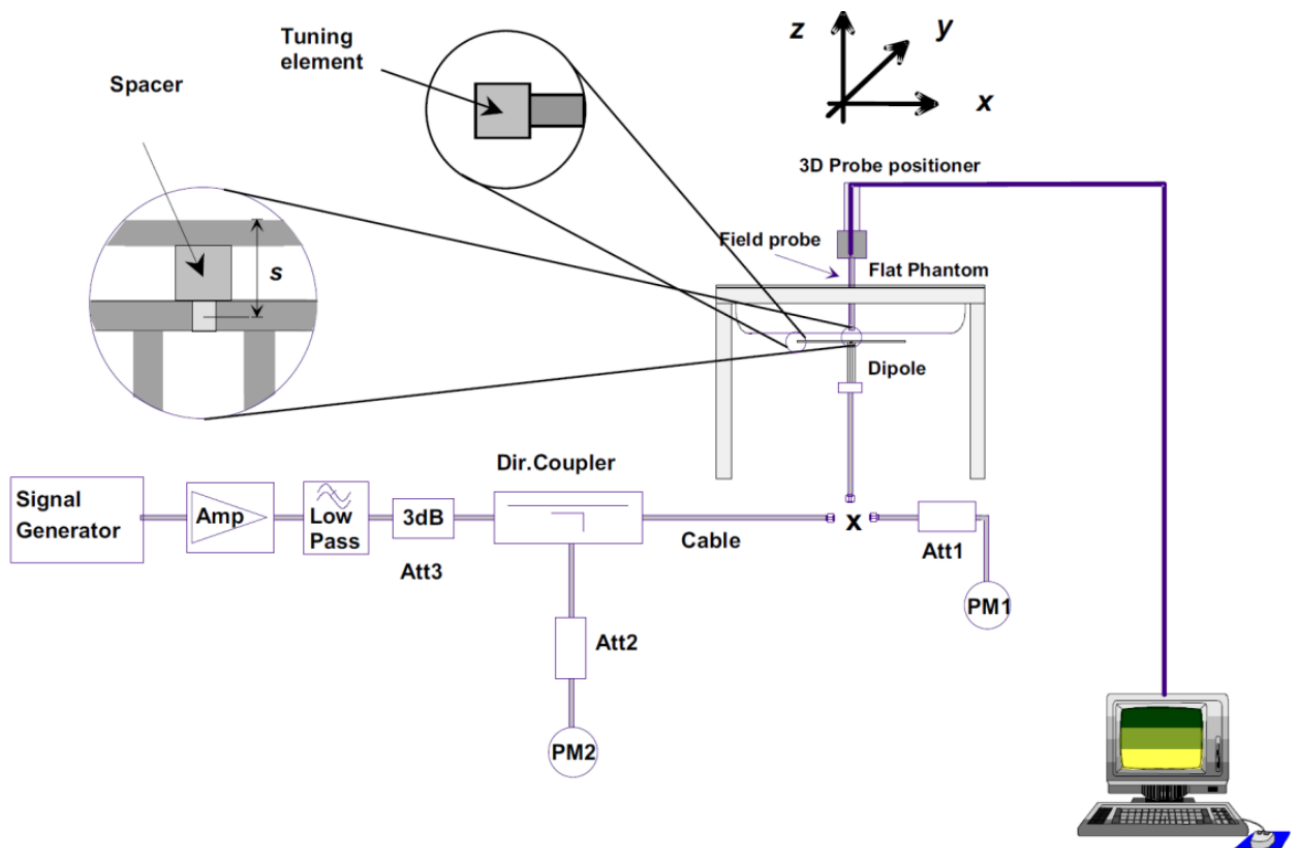 Tuning
element
Spacer
s
z
y
x
3D Probe positioner
Field probe
Flat Phantom
Dipole
Dir.Coupler
Signal
Generator
Amp
Low
Pass
3dB
Att3
Cable
x
Att1
PM1
Att2
PM2